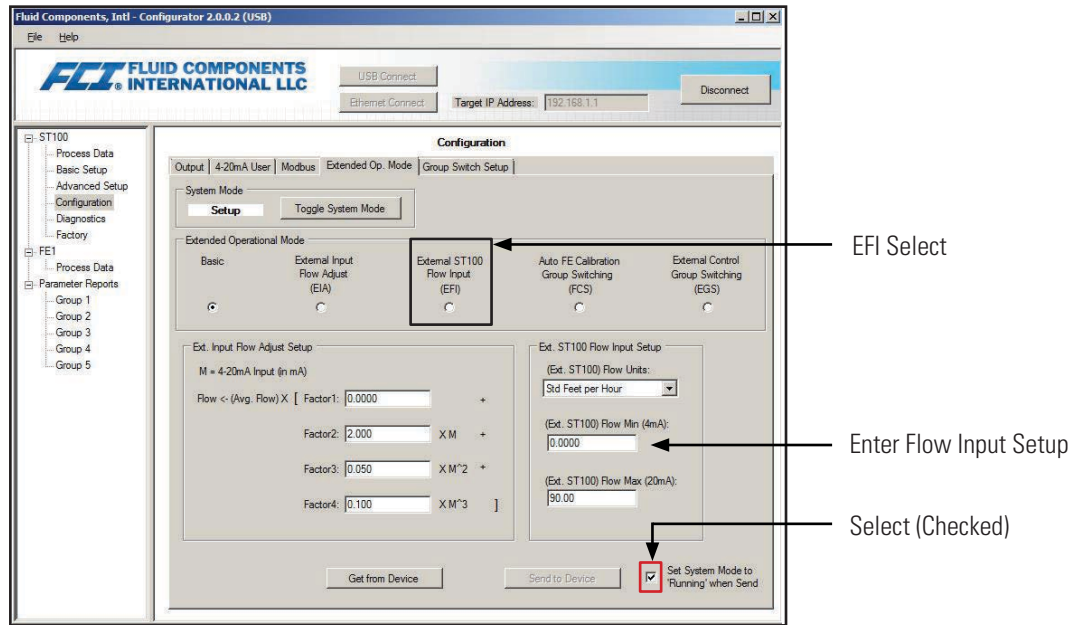 Fluid Components, Intl - Configurator 2.0.0.2 (USB)
File Help
FCI® FLUID COMPONENTS
INTERNATIONAL LLC
USB Connect
Ethernet Connect
Target IP Address: 192.168.1.1
Disconnect
ST100
Process Data
Basic Setup
Advanced Setup
Configuration
Diagnostics
Factory
FE1
Process Data
Parameter Reports
Group 1
Group 2
Group 3
Group 4
Group 5
Configuration
Output 4-20mA User Modbus Extended Op. Mode Group Switch Setup
System Mode
Setup Toggle System Mode
Extended Operational Mode
Basic
External Input
Flow Adjust
(EIA)
External ST100
Flow Input
(EFI)
Auto FE Calibration
Group Switching
(FCS)
External Control
Group Switching
(EGS)
Ext. Input Flow Adjust Setup
M = 4-20mA Input (in mA)
Flow <- (Avg. Flow) X [ Factor1: 0.0000 +
Factor2: 2.000 X M +
Factor3: 0.050 X M^2 +
Factor4: 0.100 X M^3 ]
Ext. ST100 Flow Input Setup
(Ext. ST100) Flow Units:
Std Feet per Hour
(Ext. ST100) Flow Min (4mA):
0.0000
(Ext. ST100) Flow Max (20mA):
90.00
Get from Device
Send to Device
Set System Mode to
'Running' when Send
EFI Select
Enter Flow Input Setup
Select (Checked)